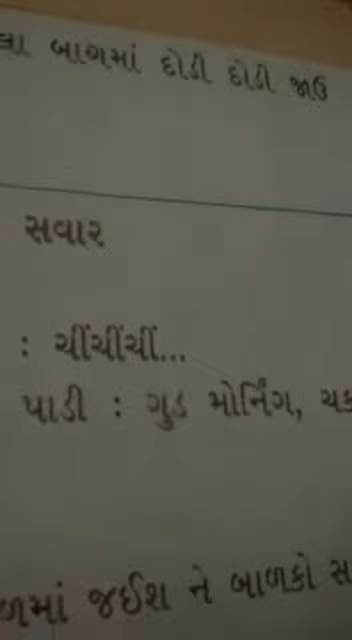 બાગમાં દોડી દોડી જાઉ
સવાર
: ચીંચીંચીં...
પાડી : ગુડ મોર્નિંગ,
જઈશ ને બાળકો